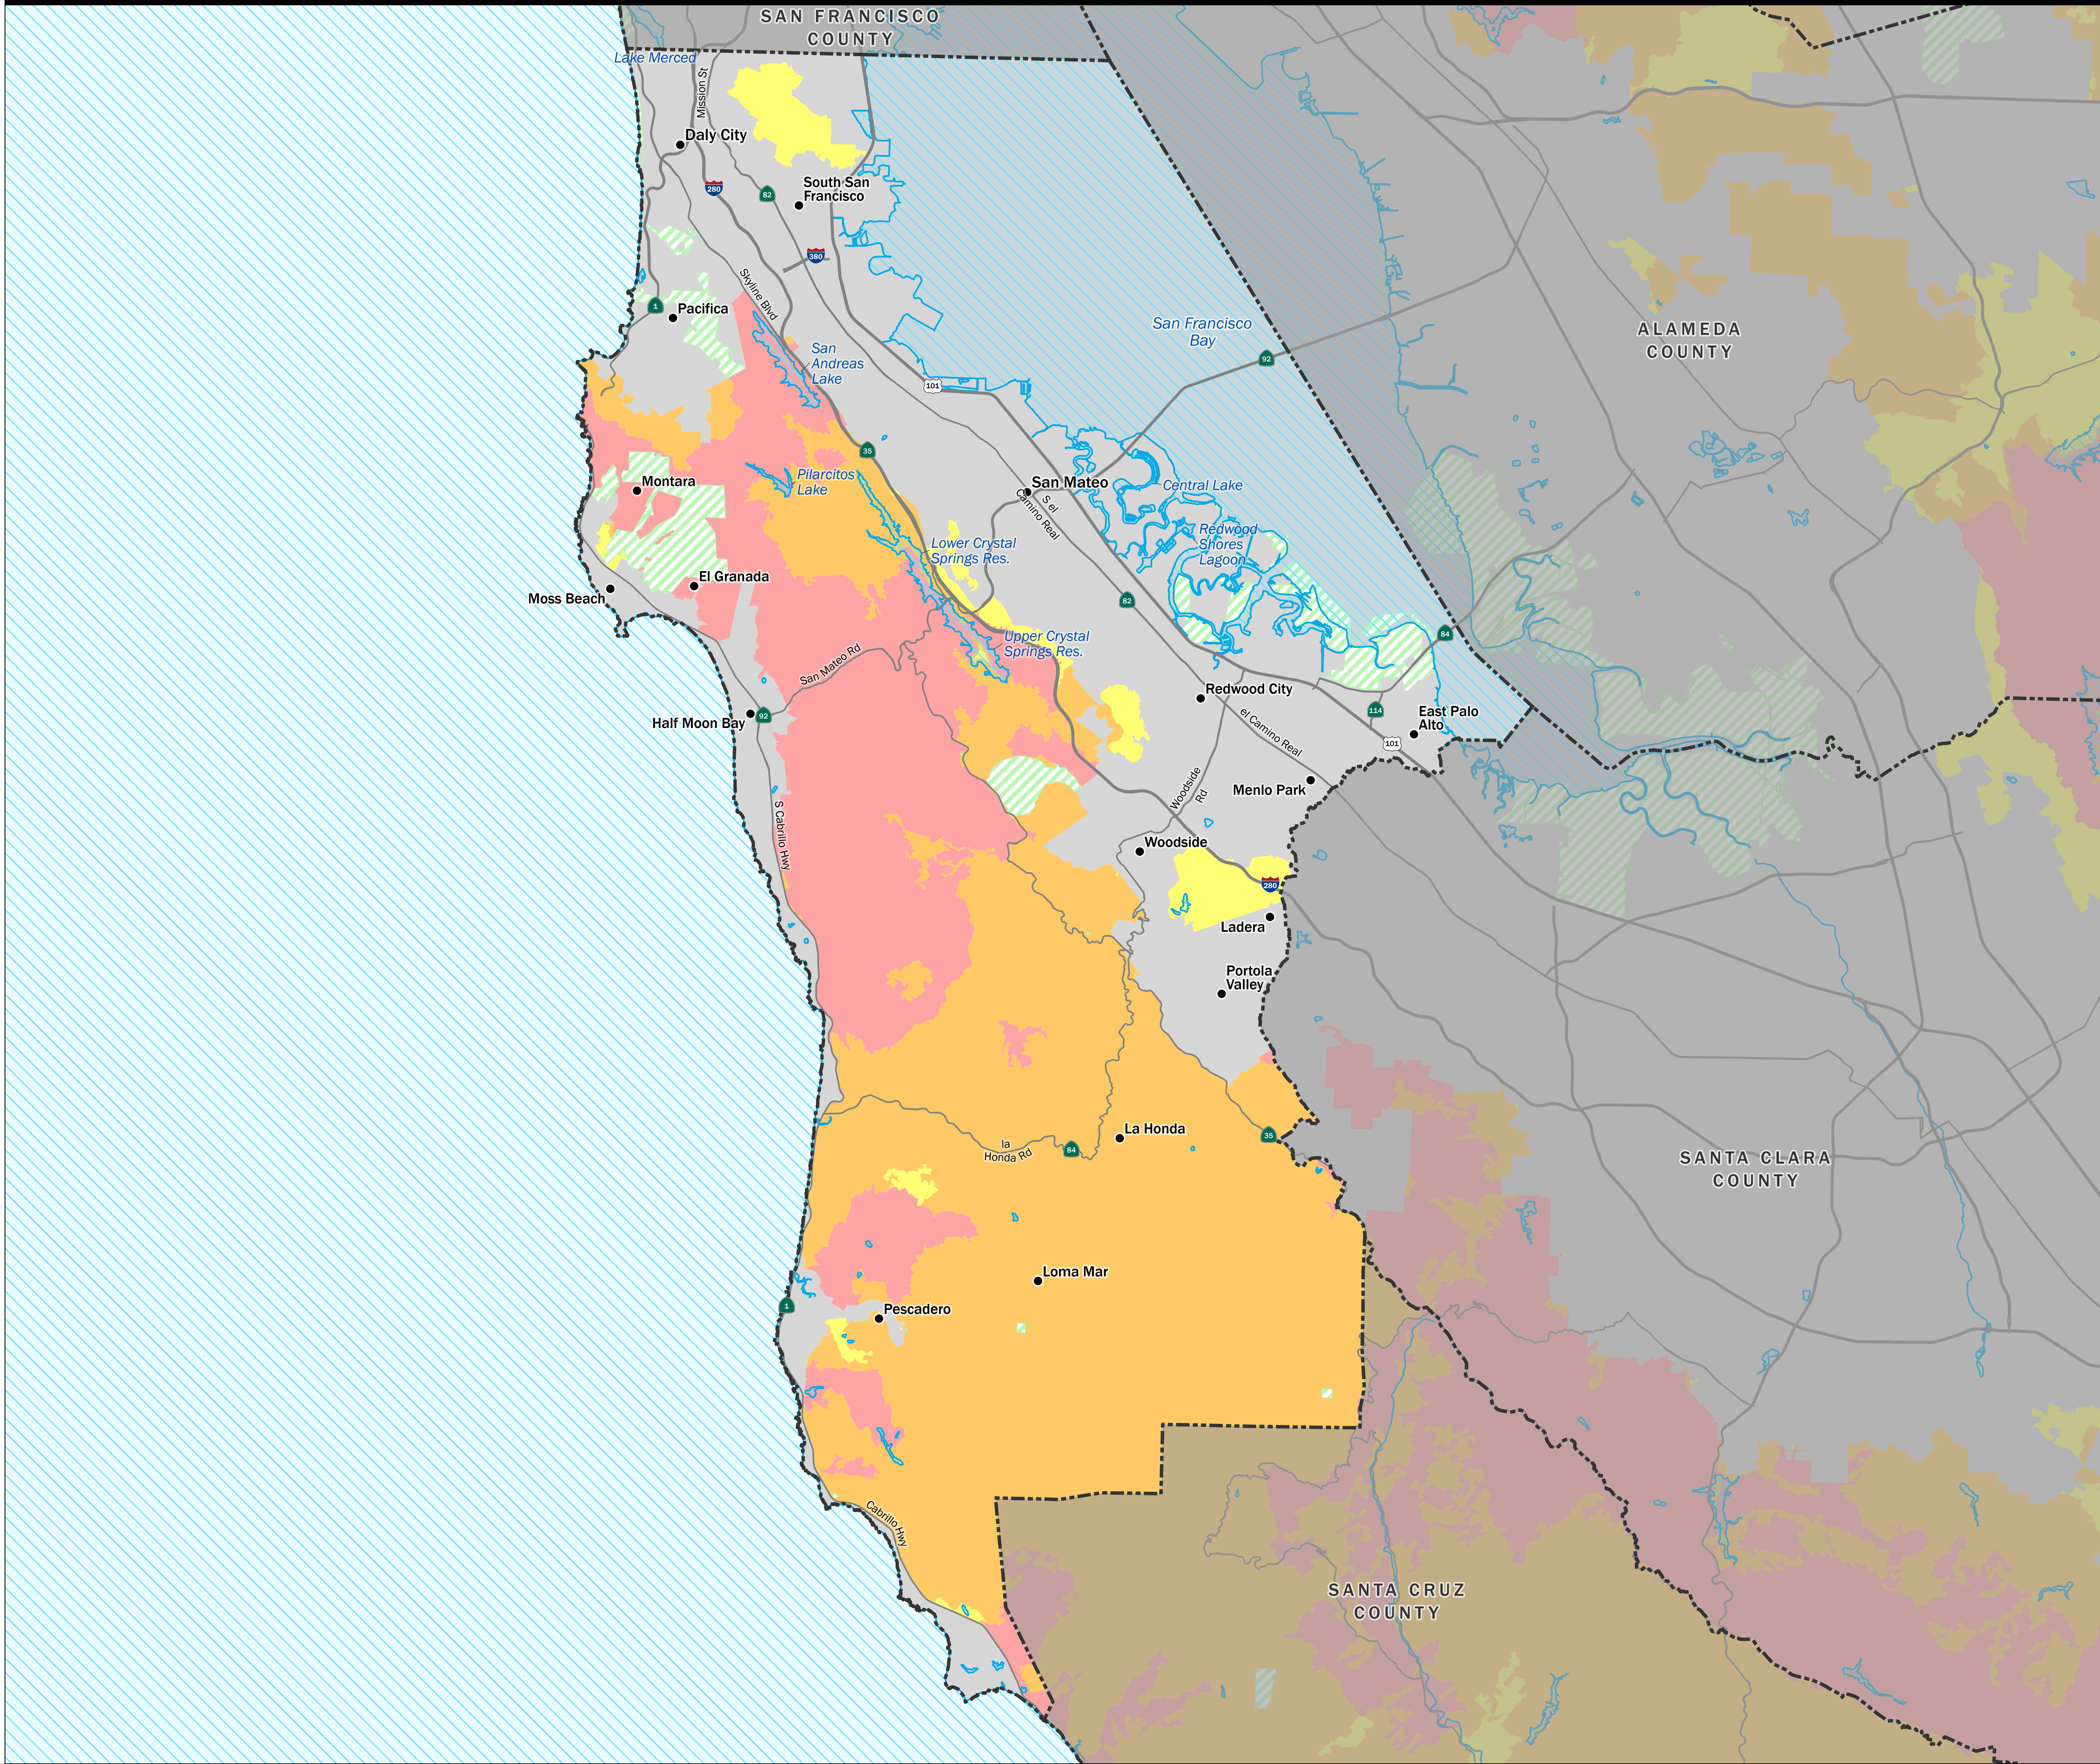 SAN FRANCISCO
COUNTY
Lake Merced
Mission St
Daly City
280
82
South San
Francisco
380
Skyline Blvd
1
Pacifica
San
Andreas
Lake
San Francisco
Bay
92
ALAMEDA
COUNTY
101
35
Pilarcitos
Lake
Montara
San Mateo
S el
Camino Real
Central Lake
Redwood
Shores
Lagoon
Lower Crystal
Springs Res.
El Granada
Moss Beach
82
84
Upper Crystal
Springs Res.
San Mateo Rd
Redwood City
Half Moon Bay
92
el Camino Real
114
East Palo
Alto
101
Menlo Park
Woodside
Rd
S Cabrillo Hwy
Woodside
280
Ladera
Portola
Valley
La Honda
35
la
Honda Rd
84
SANTA CLARA
COUNTY
Loma Mar
1
Pescadero
Cabrillo Hwy
SANTA CRUZ
COUNTY